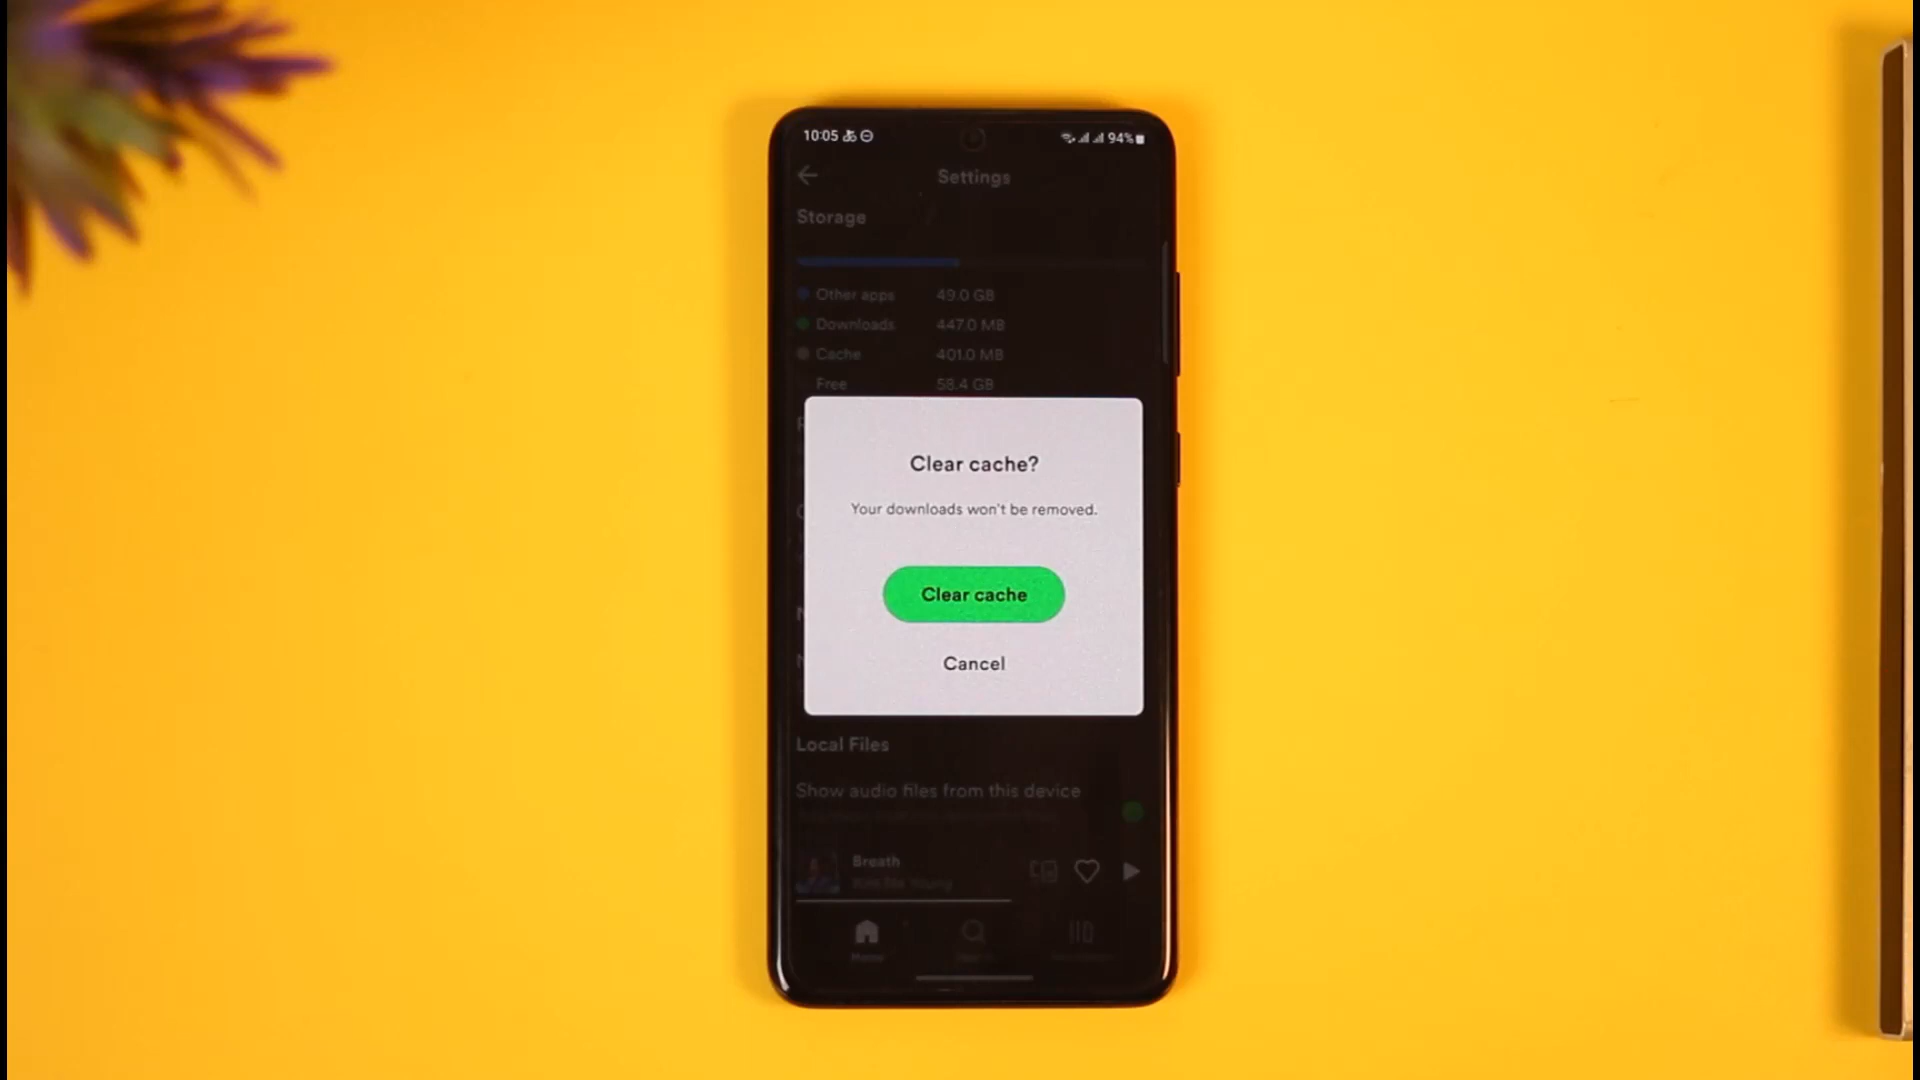 10:05
94%
Settings
Storage
Other apps 49.0 GB
Downloads 447.0 MB
Cache 401.0 MB
Free 58.4 GB
Clear cache?
Your downloads won't be removed.
Clear cache
Cancel
Local Files
Show audio files from this device
Breath
Home